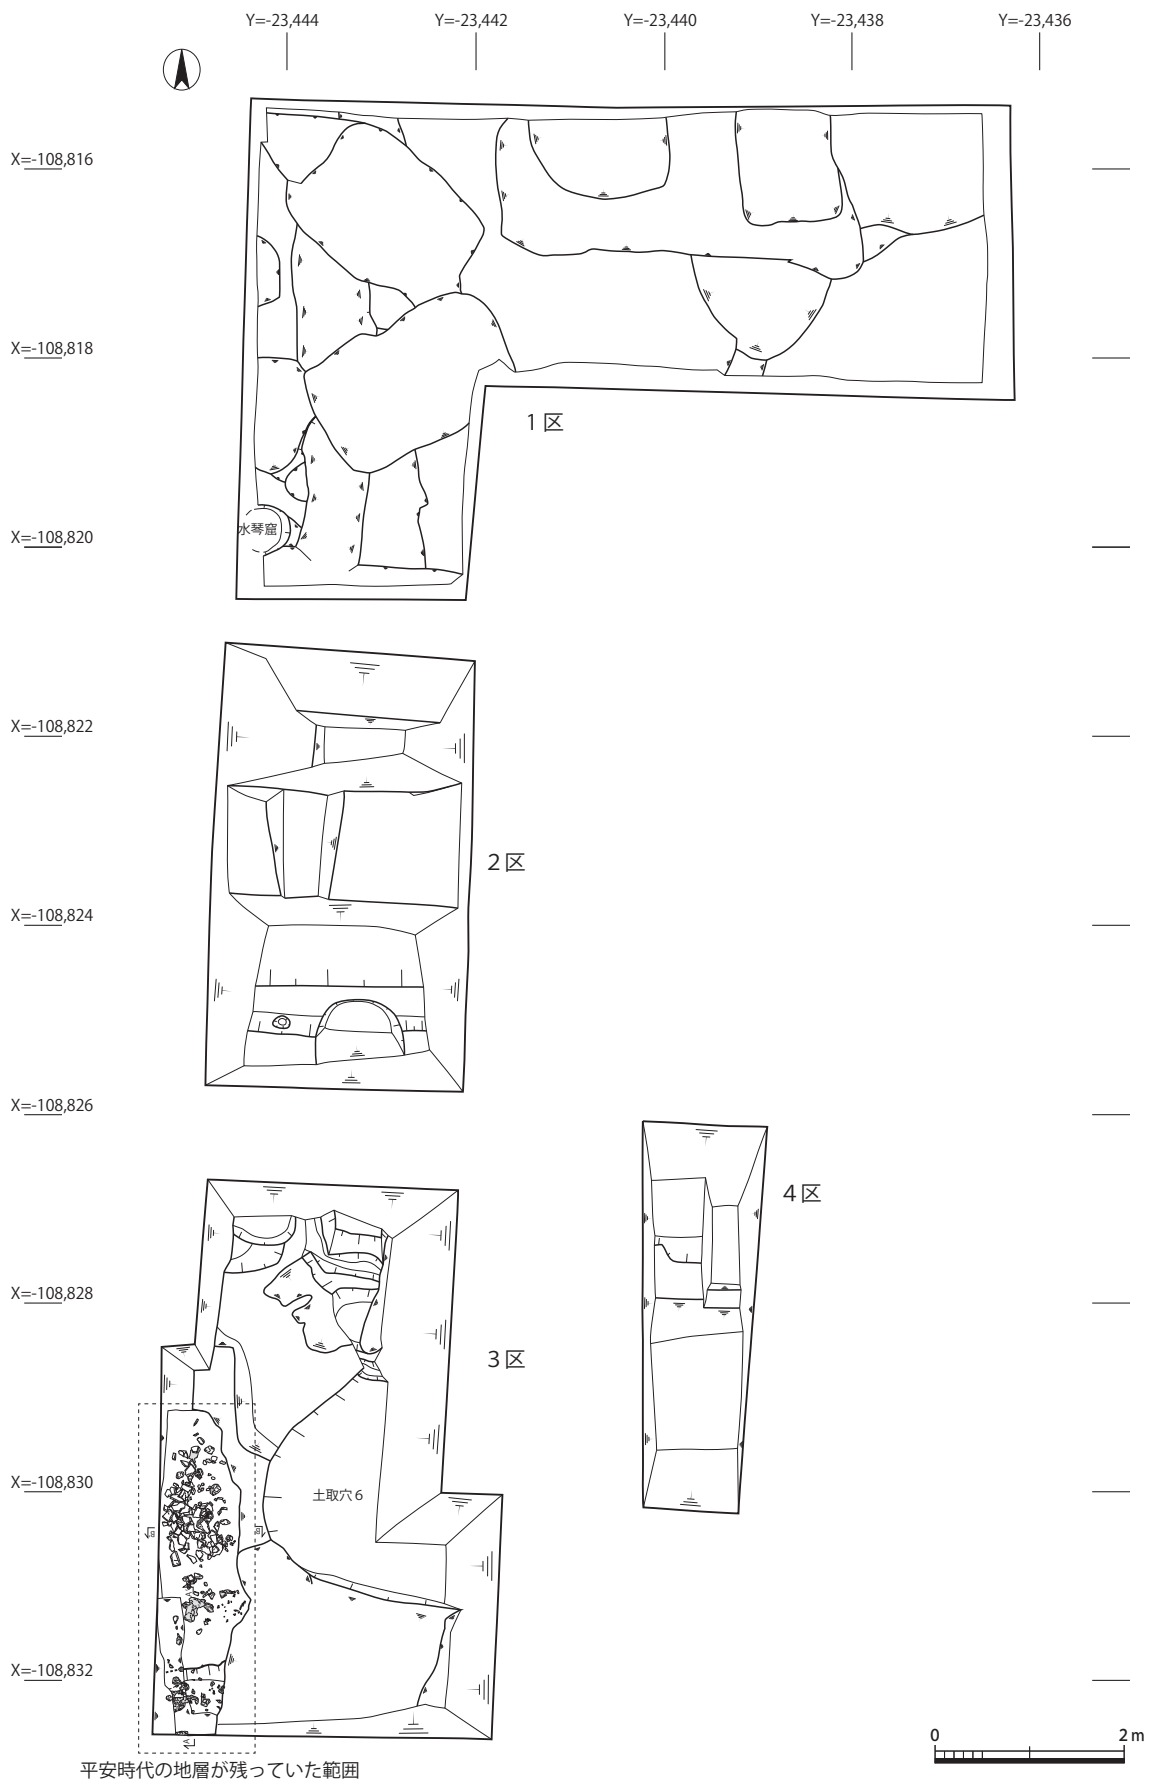 Y=-23,444 Y=-23,442 Y=-23,440 Y=-23,438 Y=-23,436
X=-108,816
X=-108,818
1区
水琴窟
X=-108,820
X=-108,822
2区
X=-108,824
X=-108,826
4区
X=-108,828
3区
X=-108,830
土取穴6
X=-108,832
0 2m
平安時代の地層が残っていた範囲